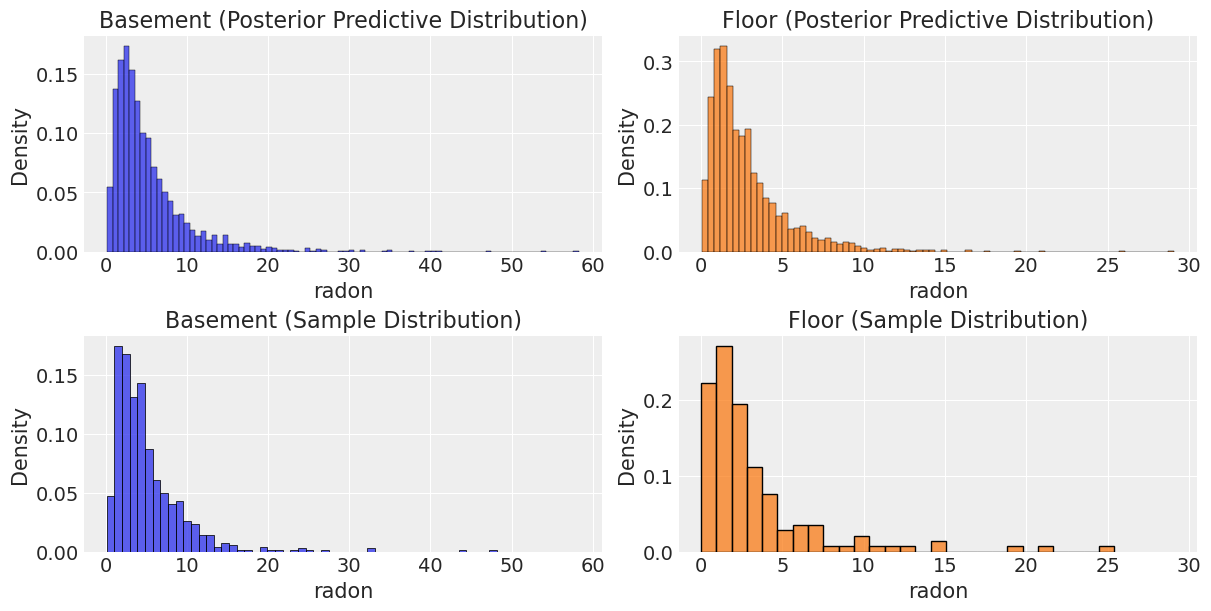 Basement (Posterior Predictive Distribution)
Density
0.15
0.10
0.05
0.00
0 10 20 30 40 50 60
radon
Floor (Posterior Predictive Distribution)
Density
0.3
0.2
0.1
0.0
0 5 10 15 20 25 30
radon
Basement (Sample Distribution)
Density
0.15
0.10
0.05
0.00
0 10 20 30 40 50 60
radon
Floor (Sample Distribution)
Density
0.2
0.1
0.0
0 5 10 15 20 25 30
radon